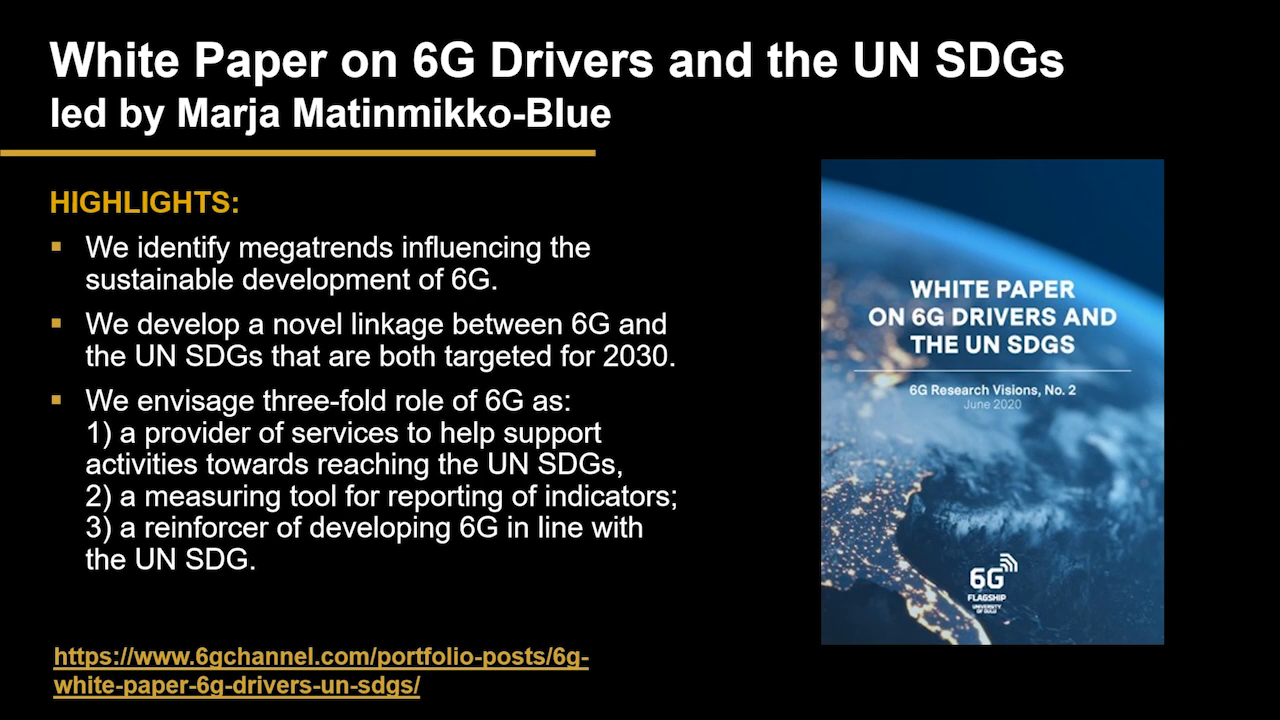 White Paper on 6G Drivers and the UN SDGs
led by Marja Matinmikko-Blue
HIGHLIGHTS:
▪ We identify megatrends influencing the
sustainable development of 6G.
▪ We develop a novel linkage between 6G and
the UN SDGs that are both targeted for 2030.
▪ We envisage three-fold role of 6G as:
1) a provider of services to help support
activities towards reaching the UN SDGs,
2) a measuring tool for reporting of indicators;
3) a reinforcer of developing 6G in line with
the UN SDG.
https://www.6gchannel.com/portfolio-posts/6g-
white-paper-6g-drivers-un-sdgs/
WHITE PAPER
ON 6G DRIVERS AND
THE UN SDGS
6G Research Visions, No. 2
June 2020
6G
FLAGSHIP
UNIVERSITY
OF OULU